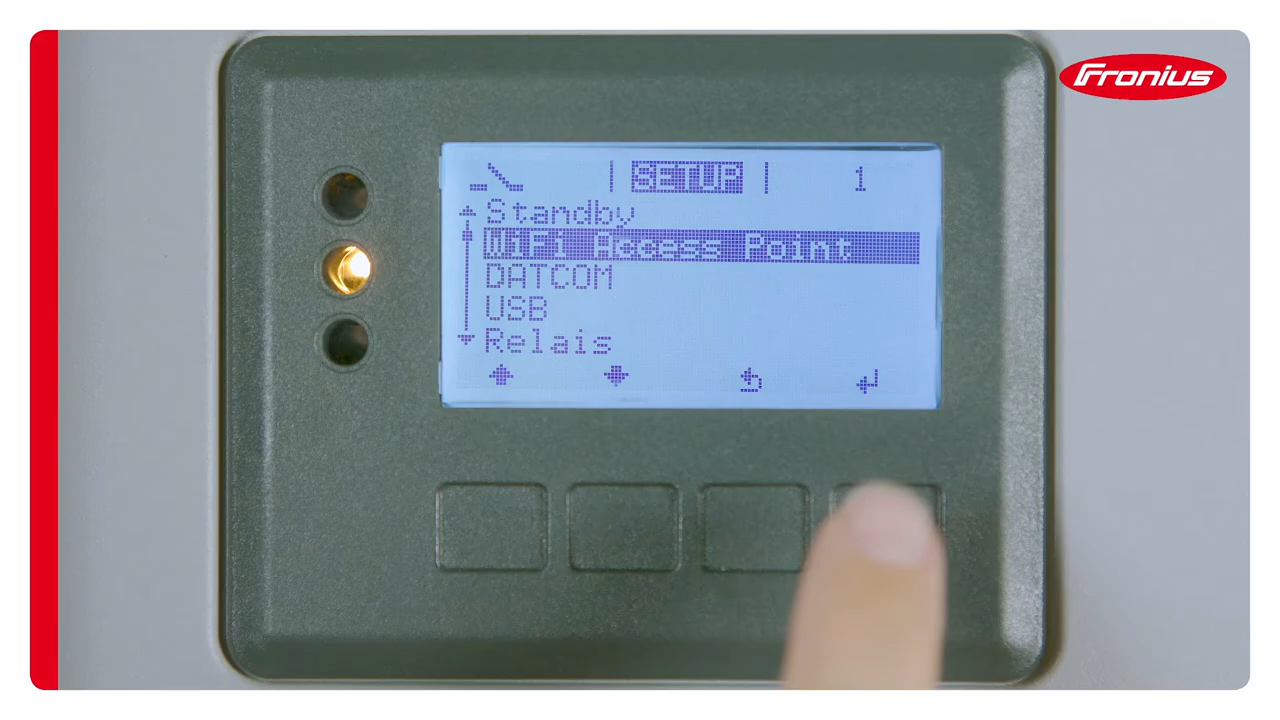 Fronius
SETUP 1
Standby
WiFi Access Point
DATCOM
USB
Relais